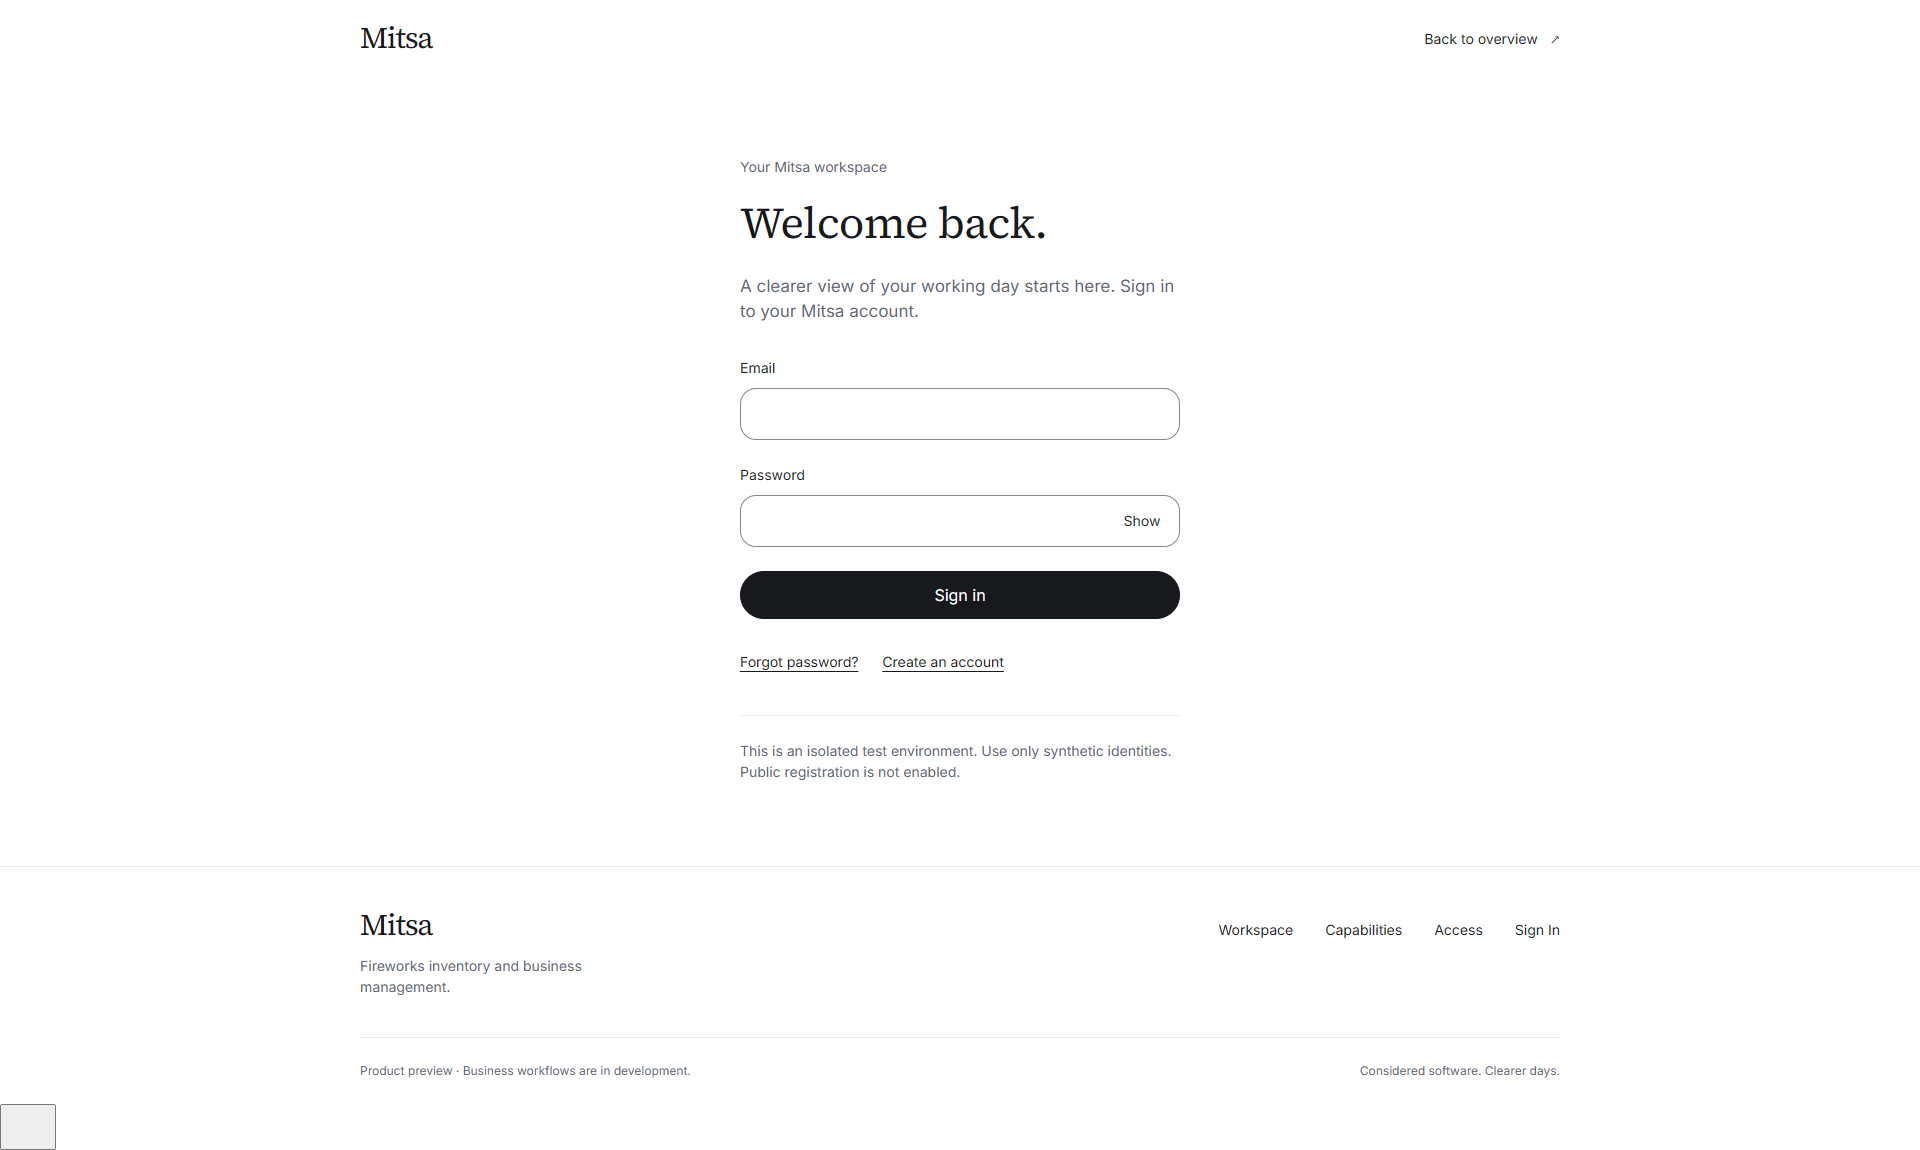 Mitsa
Back to overview ↗
Your Mitsa workspace
Welcome back.
A clearer view of your working day starts here. Sign in
to your Mitsa account.
Email
Password
Show
Sign in
Forgot password? Create an account
This is an isolated test environment. Use only synthetic identities.
Public registration is not enabled.
Mitsa
Workspace Capabilities Access Sign In
Fireworks inventory and business
management.
Product preview · Business workflows are in development.
Considered software. Clearer days.